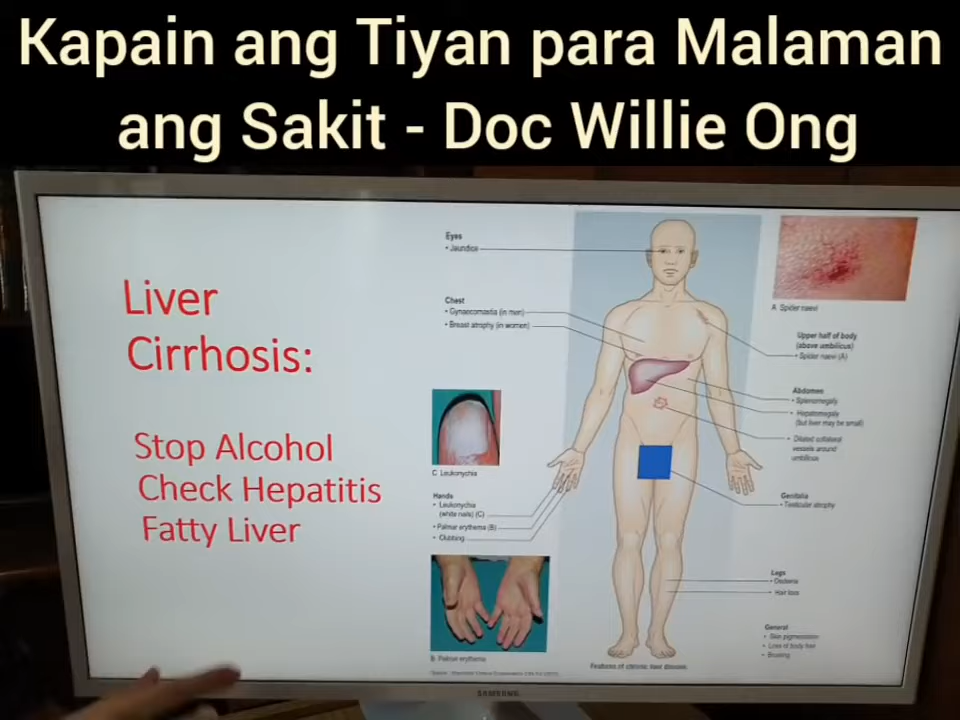 Kapain ang Tiyan para Malaman
ang Sakit - Doc Willie Ong
Liver
Cirrhosis:
Stop Alcohol
Check Hepatitis
Fatty Liver
Eyes
• Jaundice
Chest
• Gynaecomastia (in men)
• Breast atrophy (in women)
C Leukonychia
Hands
• Leukonychia
(white nails) (C)
• Palmar erythema (B)
• Clubbing
B Palmar erythema
A Spider naevi
Upper half of body
(above umbilicus)
• Spider naevi (A)
Abdomen
• Splenomegaly
• Hepatomegaly
(but liver may be small)
• Dilated collateral
vessels around
umbilicus
Genitalia
• Testicular atrophy
Legs
• Oedema
• Hair loss
General
• Skin pigmentation
• Loss of body hair
• Bruising
Features of chronic liver disease.
SAMSUNG